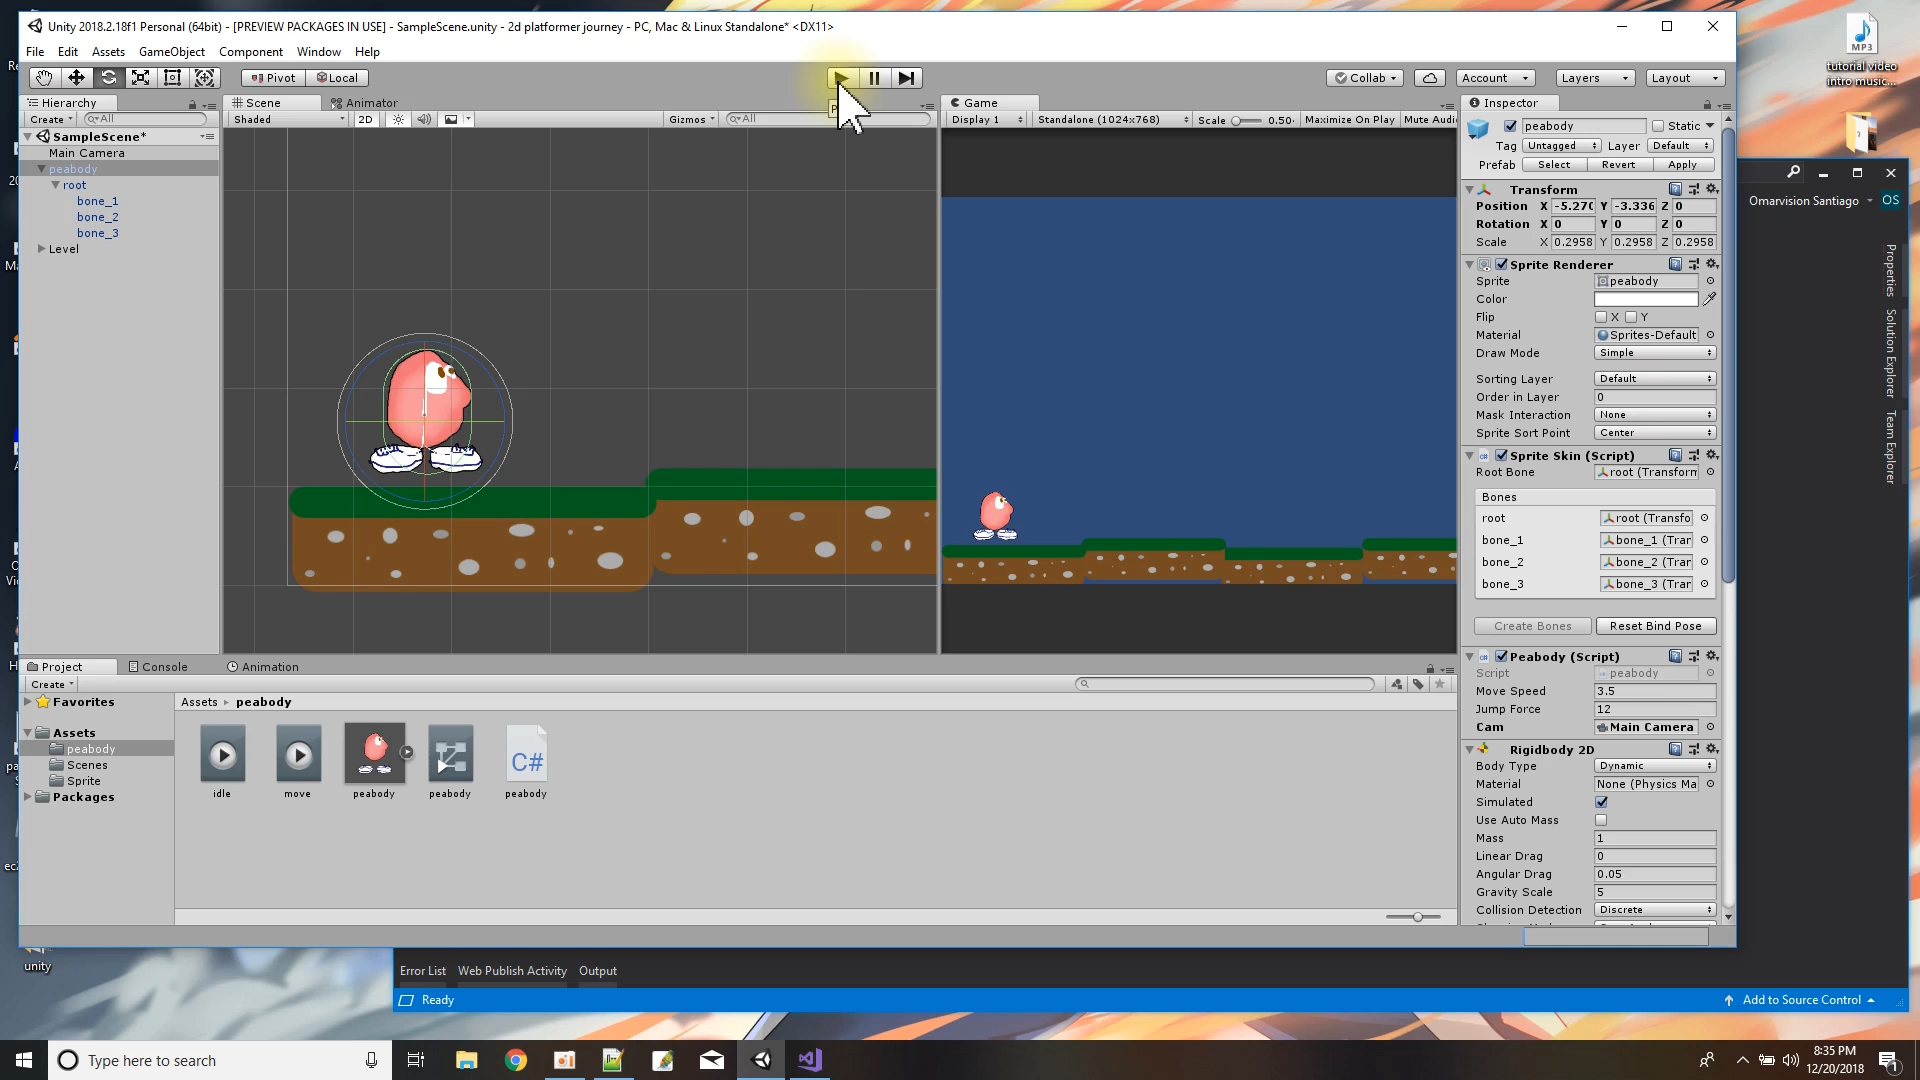 Unity 2018.2.18f1 Personal (64bit) - [PREVIEW PACKAGES IN USE] - SampleScene.unity - 2d platformer journey - PC, Mac & Linux Standalone* <DX11>
File Edit Assets GameObject Component Window Help
Pivot Local Collab Account Layers Layout
Hierarchy
Create All
SampleScene*
Main Camera
peabody
root
bone_1
bone_2
bone_3
Level
Scene Animator
Shaded 2D Gizmos All
Game
Display 1 Standalone (1024x768) Scale 0.50 Maximize On Play Mute Audi
Inspector
peabody Static
Tag Untagged Layer Default
Prefab Select Revert Apply
Transform
Position X -5.270 Y -3.336 Z 0
Rotation X 0 Y 0 Z 0
Scale X 0.2958 Y 0.2958 Z 0.2958
Sprite Renderer
Sprite peabody
Color
Flip X Y
Material Sprites-Default
Draw Mode Simple
Sorting Layer Default
Order in Layer 0
Mask Interaction None
Sprite Sort Point Center
Sprite Skin (Script)
Root Bone root (Transform
Bones
root root (Transfo
bone_1 bone_1 (Tran
bone_2 bone_2 (Tran
bone_3 bone_3 (Tran
Create Bones Reset Bind Pose
Peabody (Script)
Script peabody
Move Speed 3.5
Jump Force 12
Cam Main Camera
Rigidbody 2D
Body Type Dynamic
Material None (Physics Ma
Simulated
Use Auto Mass
Mass 1
Linear Drag 0
Angular Drag 0.05
Gravity Scale 5
Collision Detection Discrete
Project Console Animation
Create
Favorites
Assets
peabody
Scenes
Sprite
Packages
Assets peabody
C#
idle move peabody peabody peabody
Omarvision Santiago OS
Properties
Solution Explorer
Team Explorer
MP3
tutorial video
intro music...
unity
Error List Web Publish Activity Output
Ready Add to Source Control
Type here to search
8:35 PM
12/20/2018
1